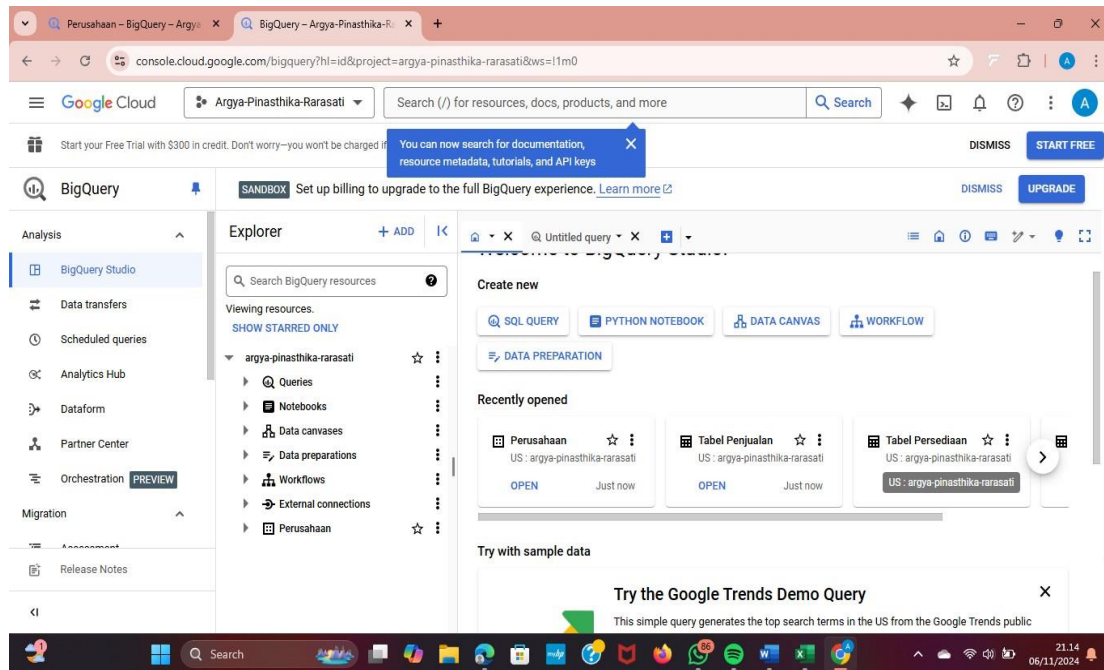 Perusahaan – BigQuery – Argya
BigQuery – Argya-Pinasthika-Ra
console.cloud.google.com/bigquery?hl=id&project=argya-pinasthika-rarasati&ws=!1m0
A
Google Cloud
Argya-Pinasthika-Rarasati
Search (/) for resources, docs, products, and more
Search
A
Start your Free Trial with $300 in credit. Don't worry—you won't be charged if
You can now search for documentation,
resource metadata, tutorials, and API keys
DISMISS
START FREE
BigQuery
SANDBOX Set up billing to upgrade to the full BigQuery experience. Learn more
DISMISS
UPGRADE
Analysis
BigQuery Studio
Data transfers
Scheduled queries
Analytics Hub
Dataform
Partner Center
Orchestration PREVIEW
Migration
Assessment
Release Notes
Explorer
+ ADD
Search BigQuery resources
Viewing resources.
SHOW STARRED ONLY
argya-pinasthika-rarasati
Queries
Notebooks
Data canvases
Data preparations
Workflows
External connections
Perusahaan
Untitled query
Welcome to BigQuery Studio!
Create new
SQL QUERY
PYTHON NOTEBOOK
DATA CANVAS
WORKFLOW
DATA PREPARATION
Recently opened
Perusahaan
US : argya-pinasthika-rarasati
OPEN
Just now
Tabel Penjualan
US : argya-pinasthika-rarasati
OPEN
Just now
Tabel Persediaan
US : argya-pinasthika-rarasati
US : argya-pinasthika-rarasati
Try with sample data
Try the Google Trends Demo Query
This simple query generates the top search terms in the US from the Google Trends public
Search
86
21.14
06/11/2024